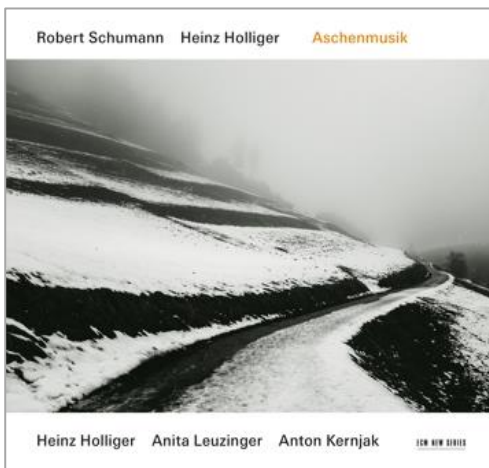 Robert Schumann Heinz Holliger Aschenmusik
Heinz Holliger Anita Leuzinger Anton Kernjak ECM NEW SERIES